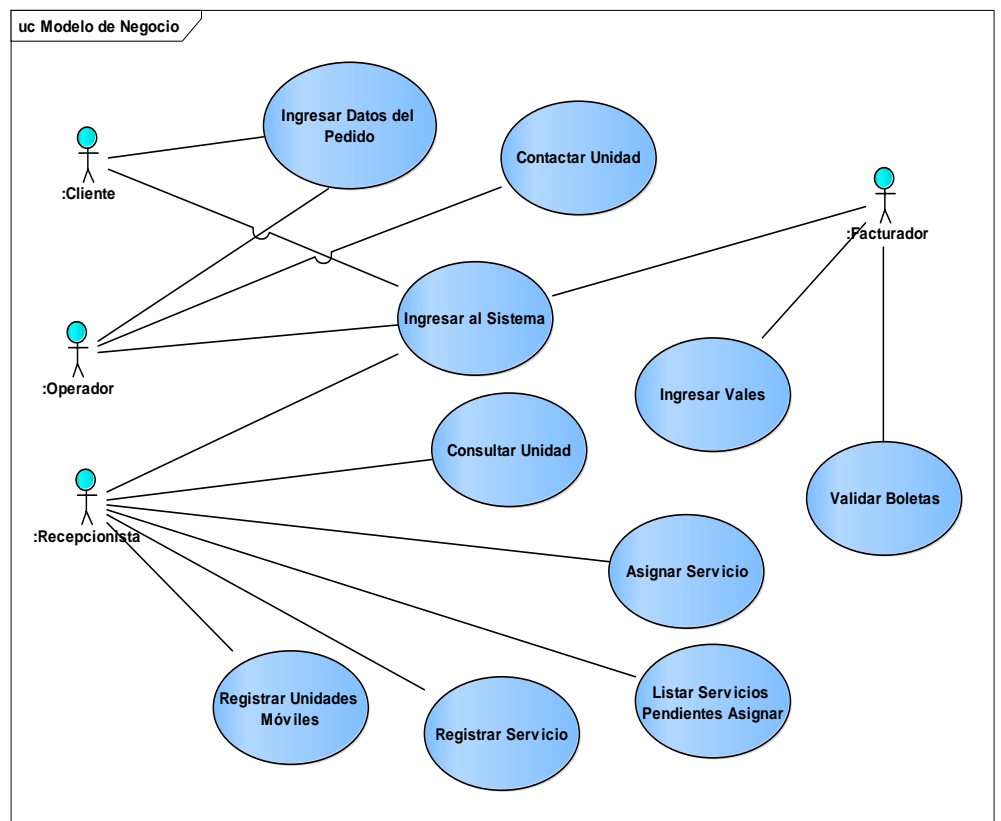 uc Modelo de Negocio
Ingresar Datos del
Pedido
Contactar Unidad
:Cliente
:Facturador
Ingresar al Sistema
:Operador
Ingresar Vales
Consultar Unidad
Validar Boletas
:Recepcionista
Asignar Servicio
Registrar Unidades
Móviles
Listar Servicios
Pendientes Asignar
Registrar Servicio